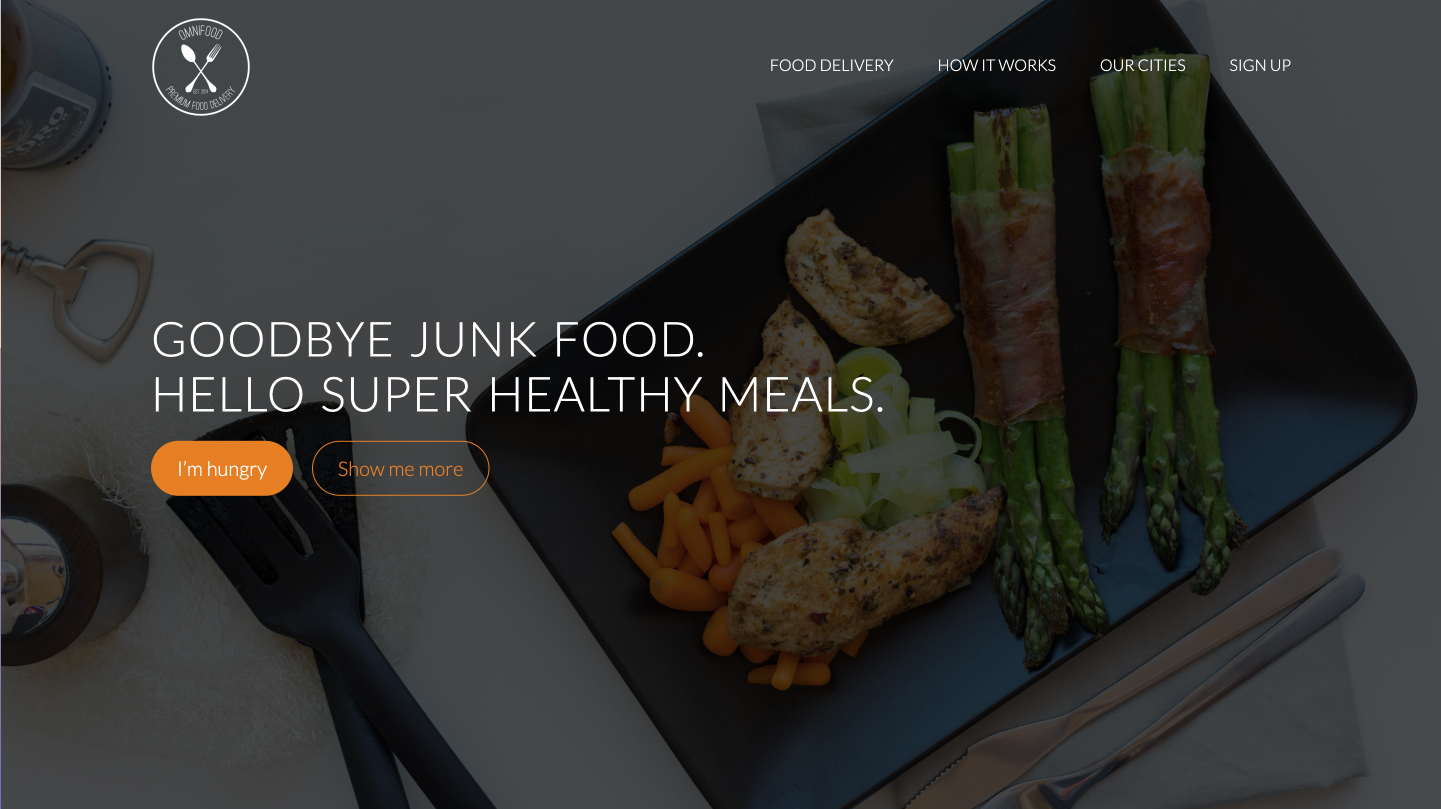 OMNIFOOD
EST 2014
PREMIUM FOOD DELIVERY
FOOD DELIVERY
HOW IT WORKS
OUR CITIES
SIGN UP
GOODBYE JUNK FOOD.
HELLO SUPER HEALTHY MEALS.
I'm hungry
Show me more